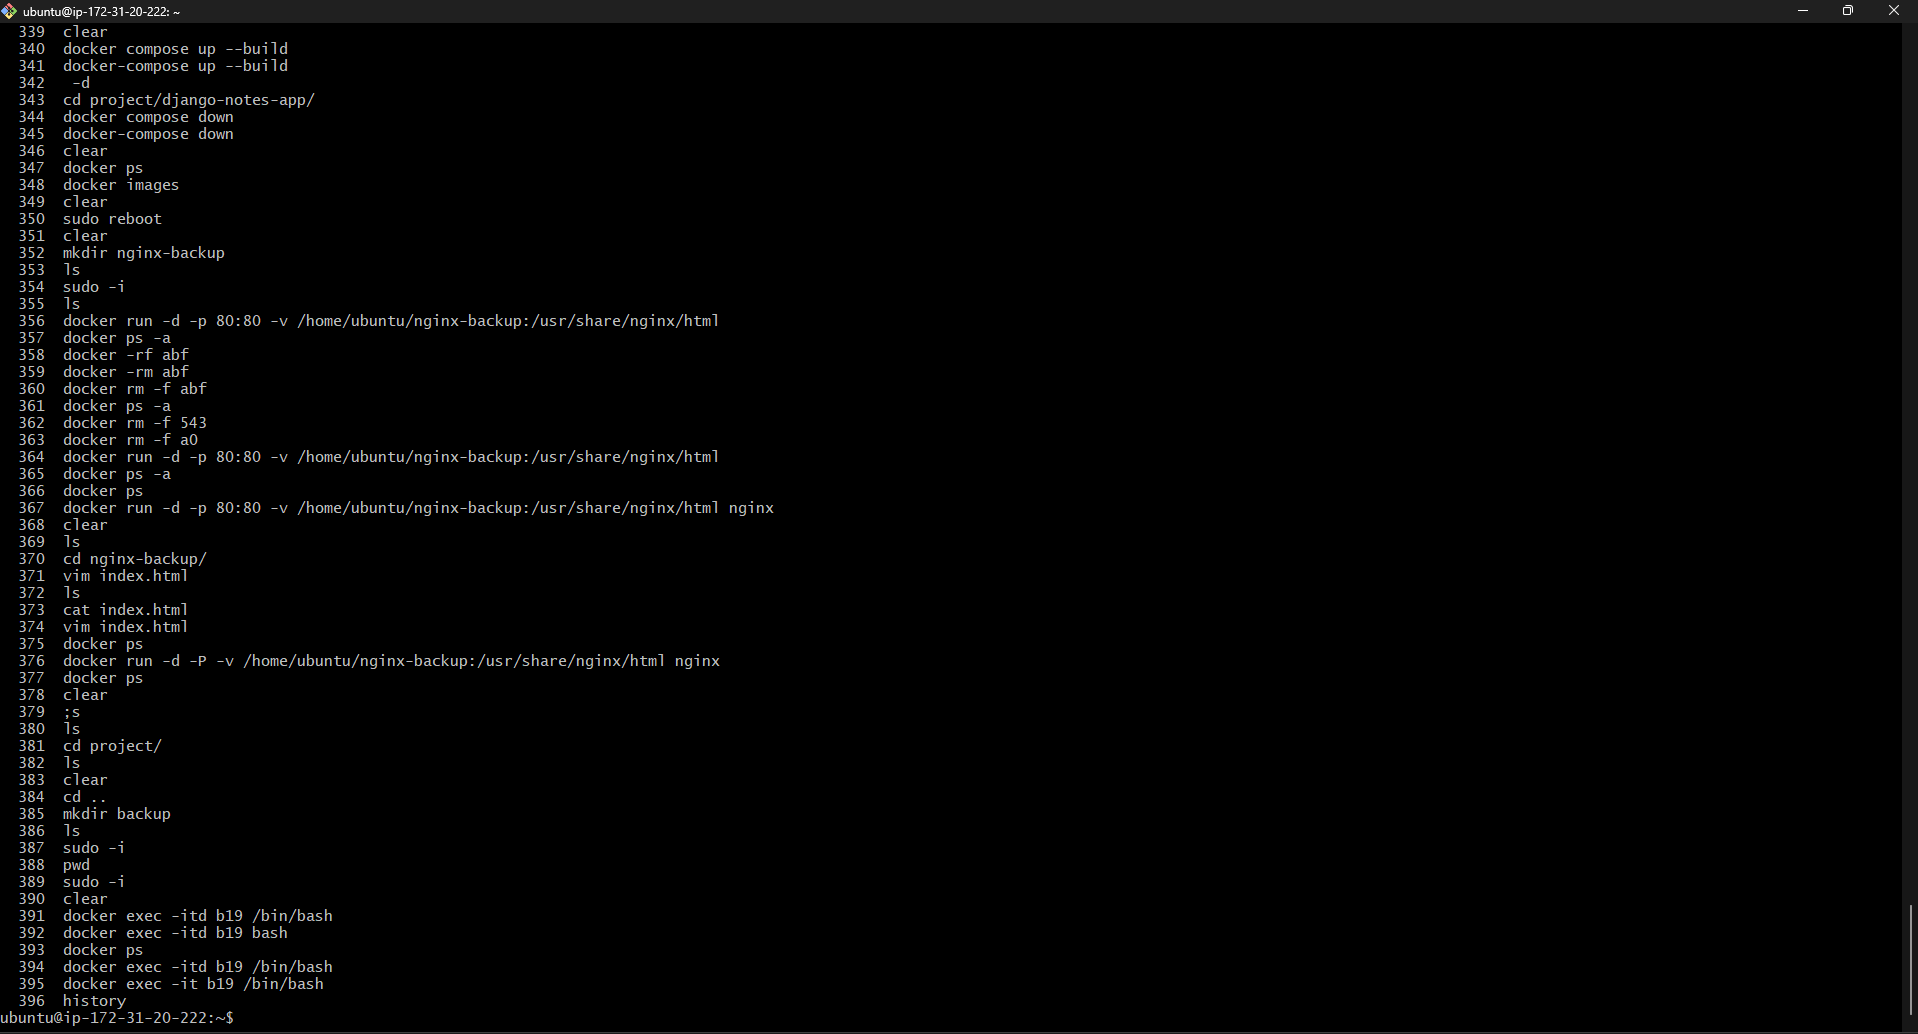 ubuntu@ip-172-31-20-222: ~
339 clear
340 docker compose up --build
341 docker-compose up --build
342 -d
343 cd project/django-notes-app/
344 docker compose down
345 docker-compose down
346 clear
347 docker ps
348 docker images
349 clear
350 sudo reboot
351 clear
352 mkdir nginx-backup
353 ls
354 sudo -i
355 ls
356 docker run -d -p 80:80 -v /home/ubuntu/nginx-backup:/usr/share/nginx/html
357 docker ps -a
358 docker -rf abf
359 docker -rm abf
360 docker rm -f abf
361 docker ps -a
362 docker rm -f 543
363 docker rm -f a0
364 docker run -d -p 80:80 -v /home/ubuntu/nginx-backup:/usr/share/nginx/html
365 docker ps -a
366 docker ps
367 docker run -d -p 80:80 -v /home/ubuntu/nginx-backup:/usr/share/nginx/html nginx
368 clear
369 ls
370 cd nginx-backup/
371 vim index.html
372 ls
373 cat index.html
374 vim index.html
375 docker ps
376 docker run -d -P -v /home/ubuntu/nginx-backup:/usr/share/nginx/html nginx
377 docker ps
378 clear
379 ;s
380 ls
381 cd project/
382 ls
383 clear
384 cd ..
385 mkdir backup
386 ls
387 sudo -i
388 pwd
389 sudo -i
390 clear
391 docker exec -itd b19 /bin/bash
392 docker exec -itd b19 bash
393 docker ps
394 docker exec -itd b19 /bin/bash
395 docker exec -it b19 /bin/bash
396 history
ubuntu@ip-172-31-20-222:~$